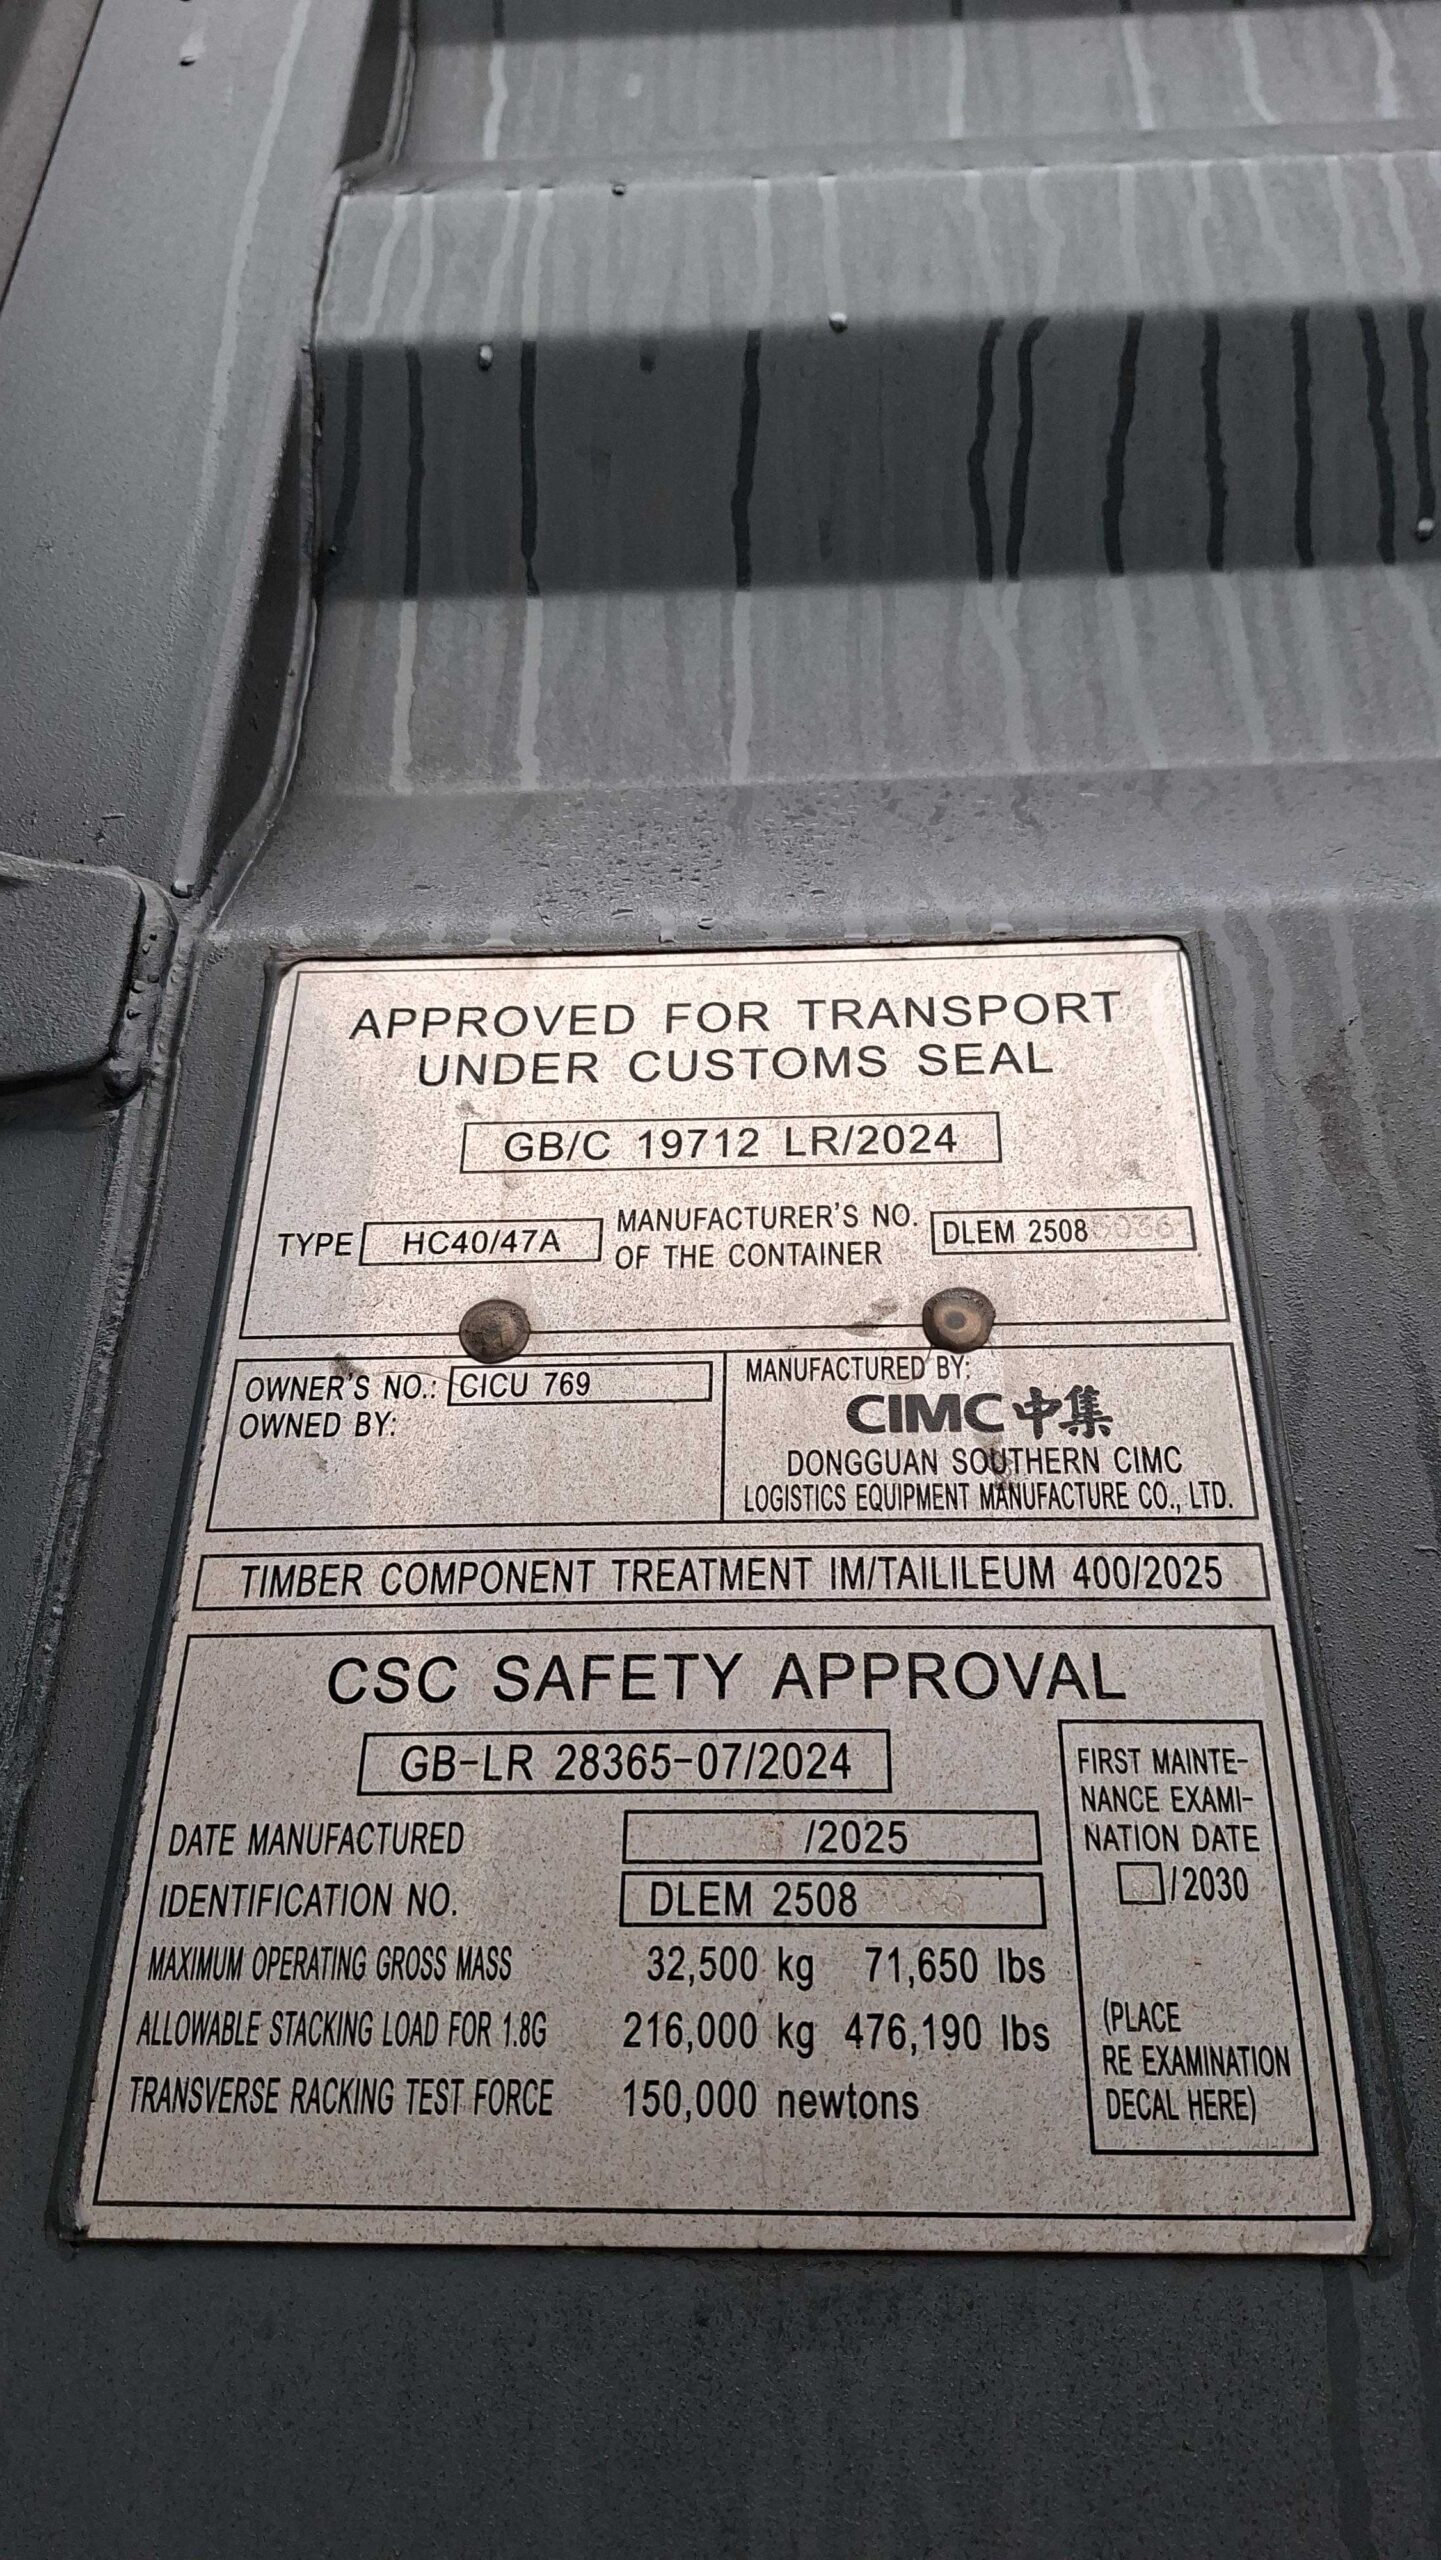 APPROVED FOR TRANSPORT
UNDER CUSTOMS SEAL
GB/C 19712 LR/2024
TYPE HC40/47A MANUFACTURER'S NO. OF THE CONTAINER DLEM 2508
OWNER'S NO.: CICU 769
OWNED BY:
MANUFACTURED BY:
CIMC 中集
DONGGUAN SOUTHERN CIMC
LOGISTICS EQUIPMENT MANUFACTURE CO., LTD.
TIMBER COMPONENT TREATMENT IM/TAILILEUM 400/2025
CSC SAFETY APPROVAL
GB-LR 28365-07/2024
DATE MANUFACTURED /2025
IDENTIFICATION NO. DLEM 2508
MAXIMUM OPERATING GROSS MASS 32,500 kg 71,650 lbs
ALLOWABLE STACKING LOAD FOR 1.8G 216,000 kg 476,190 lbs
TRANSVERSE RACKING TEST FORCE 150,000 newtons
FIRST MAINTE-
NANCE EXAMI-
NATION DATE
/2030
(PLACE
RE EXAMINATION
DECAL HERE)